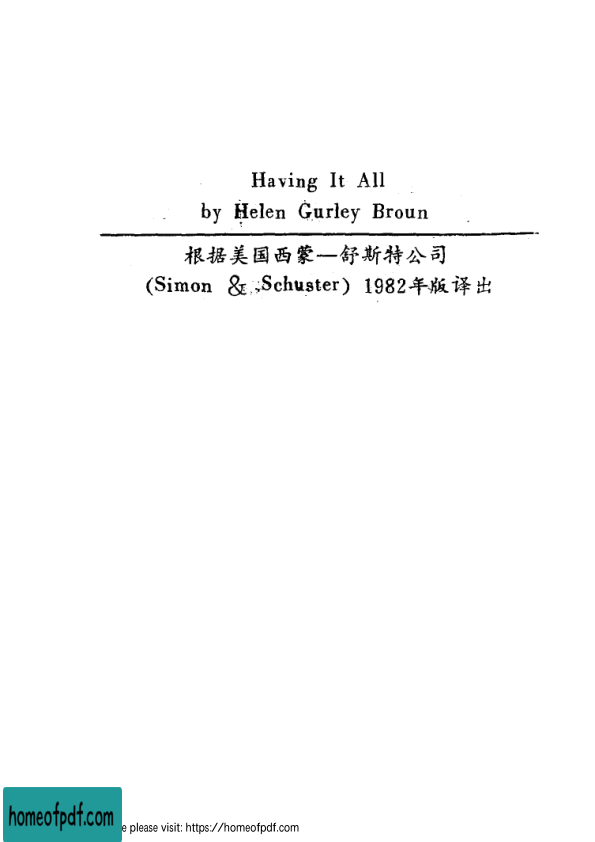 Having It All
by Helen Gurley Broun
根据美国西蒙—舒斯特公司
(Simon & Schuster) 1982年版译出
homeofpdf.com
e please visit: https://homeofpdf.com